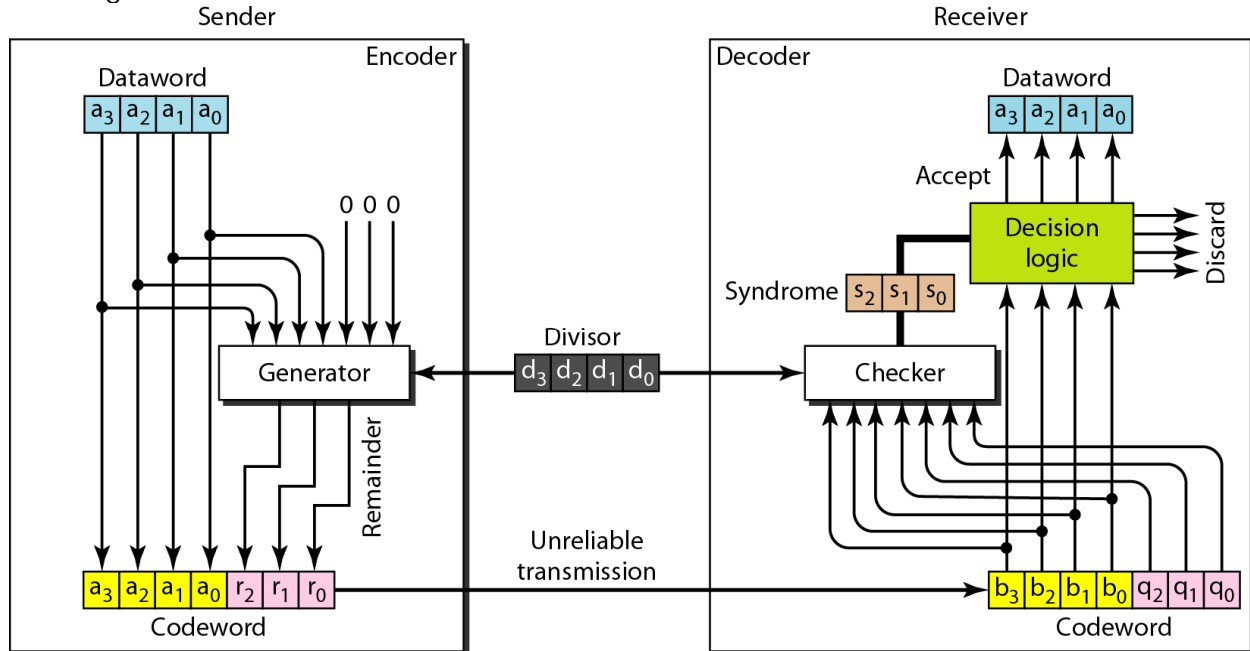 Sender
Receiver
Encoder
Decoder
Dataword
Dataword
a3 a2 a1 a0
a3 a2 a1 a0
Accept
0 0 0
Decision
logic
Discard
Syndrome
s2 s1 s0
Divisor
Generator
d3 d2 d1 d0
Checker
Remainder
Unreliable
transmission
a3 a2 a1 a0 r2 r1 r0
b3 b2 b1 b0 q2 q1 q0
Codeword
Codeword